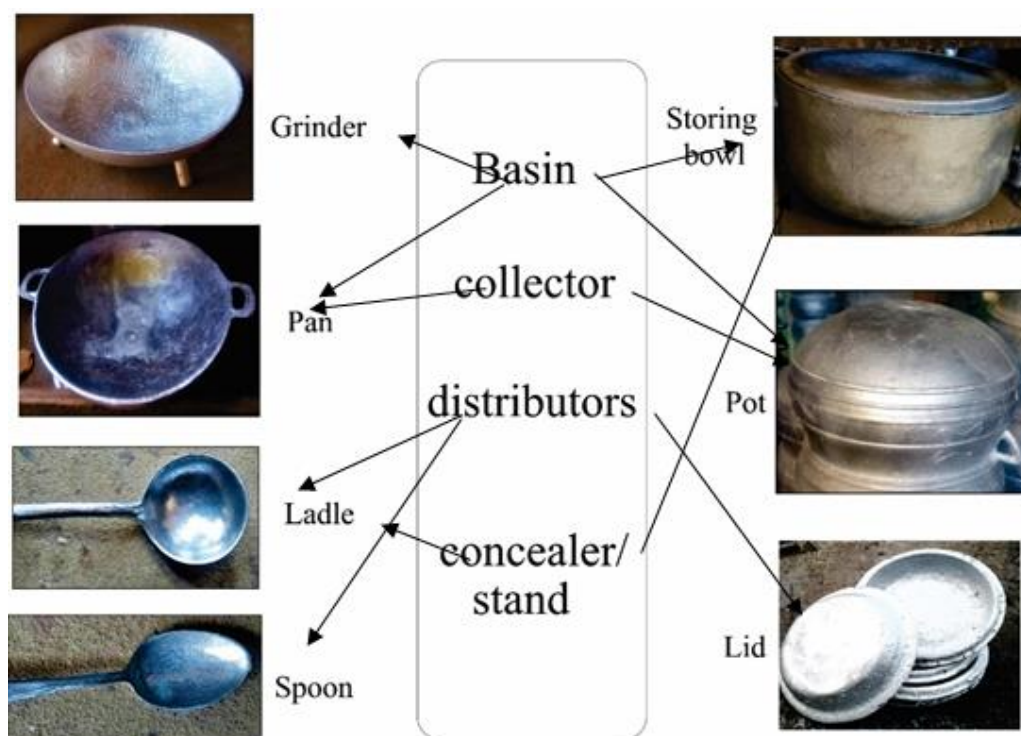 Grinder
Storing
bowl
Basin
collector
Pan
distributors
Pot
Ladle
concealer/
stand
Lid
Spoon